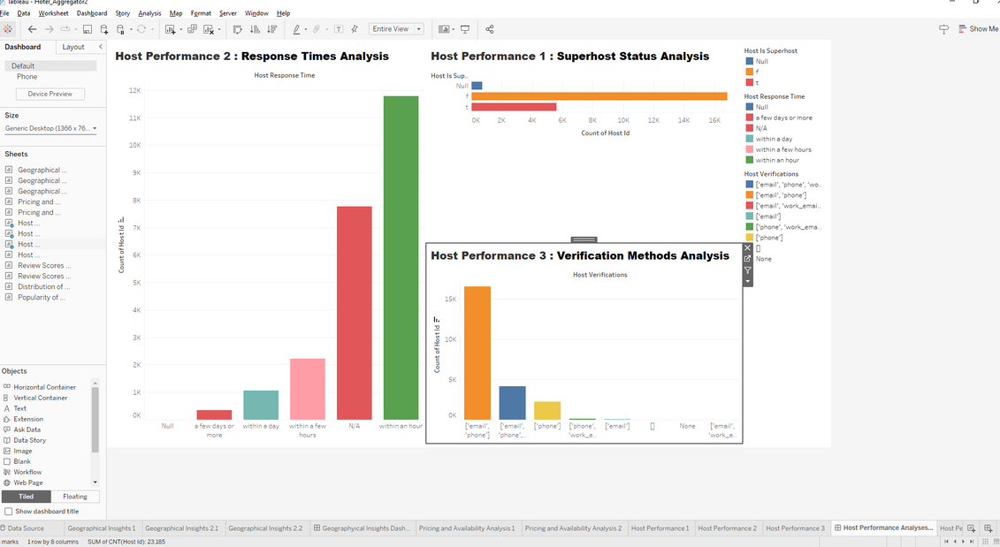 Tableau - Hotel_Aggregator2
File Data Worksheet Dashboard Story Analysis Map Format Server Window Help
Entire View
Show Me
Dashboard Layout
Default
Phone
Device Preview
Size
Generic Desktop (1366 x 76...
Sheets
Geographical ...
Geographical ...
Geographical ...
Pricing and ...
Pricing and ...
Host ...
Host ...
Host ...
Host ...
Review Scores ...
Review Scores ...
Distribution of ...
Popularity of ...
Objects
Horizontal Container
Vertical Container
Text
Extension
Ask Data
Data Story
Image
Blank
Workflow
Web Page
Tiled Floating
Show dashboard title
Host Performance 2 : Response Times Analysis
Host Response Time
12K
11K
10K
9K
8K
7K
6K
5K
4K
3K
2K
1K
0K
Count of Host Id
Null
a few days or more
within a day
within a few hours
N/A
within an hour
Host Performance 1 : Superhost Status Analysis
Host Is Sup..
Null
f
t
0K 2K 4K 6K 8K 10K 12K 14K 16K
Count of Host Id
Host Performance 3 : Verification Methods Analysis
Host Verifications
15K
10K
5K
0K
Count of Host Id
['email', 'phone']
['email', 'phone',..
['phone']
['phone', 'work_e..
['email']
[]
None
['email', 'work_e..
Host Is Superhost
Null
f
t
Host Response Time
Null
a few days or more
N/A
within a day
within a few hours
within an hour
Host Verifications
['email', 'phone', 'wo..
['email', 'phone']
['email', 'work_emai..
['email']
['phone', 'work_ema..
['phone']
[]
None
Data Source Geographical Insights 1 Geographical Insights 2.1 Geographical Insights 2.2 Geographyical Insights Dash... Pricing and Availability Analysis 1 Pricing and Availability Analysis 2 Host Performance 1 Host Performance 2 Host Performance 3 Host Performance Analyses... Host Pe
marks 1 row by 8 columns SUM of CNT(Host Id): 23,185